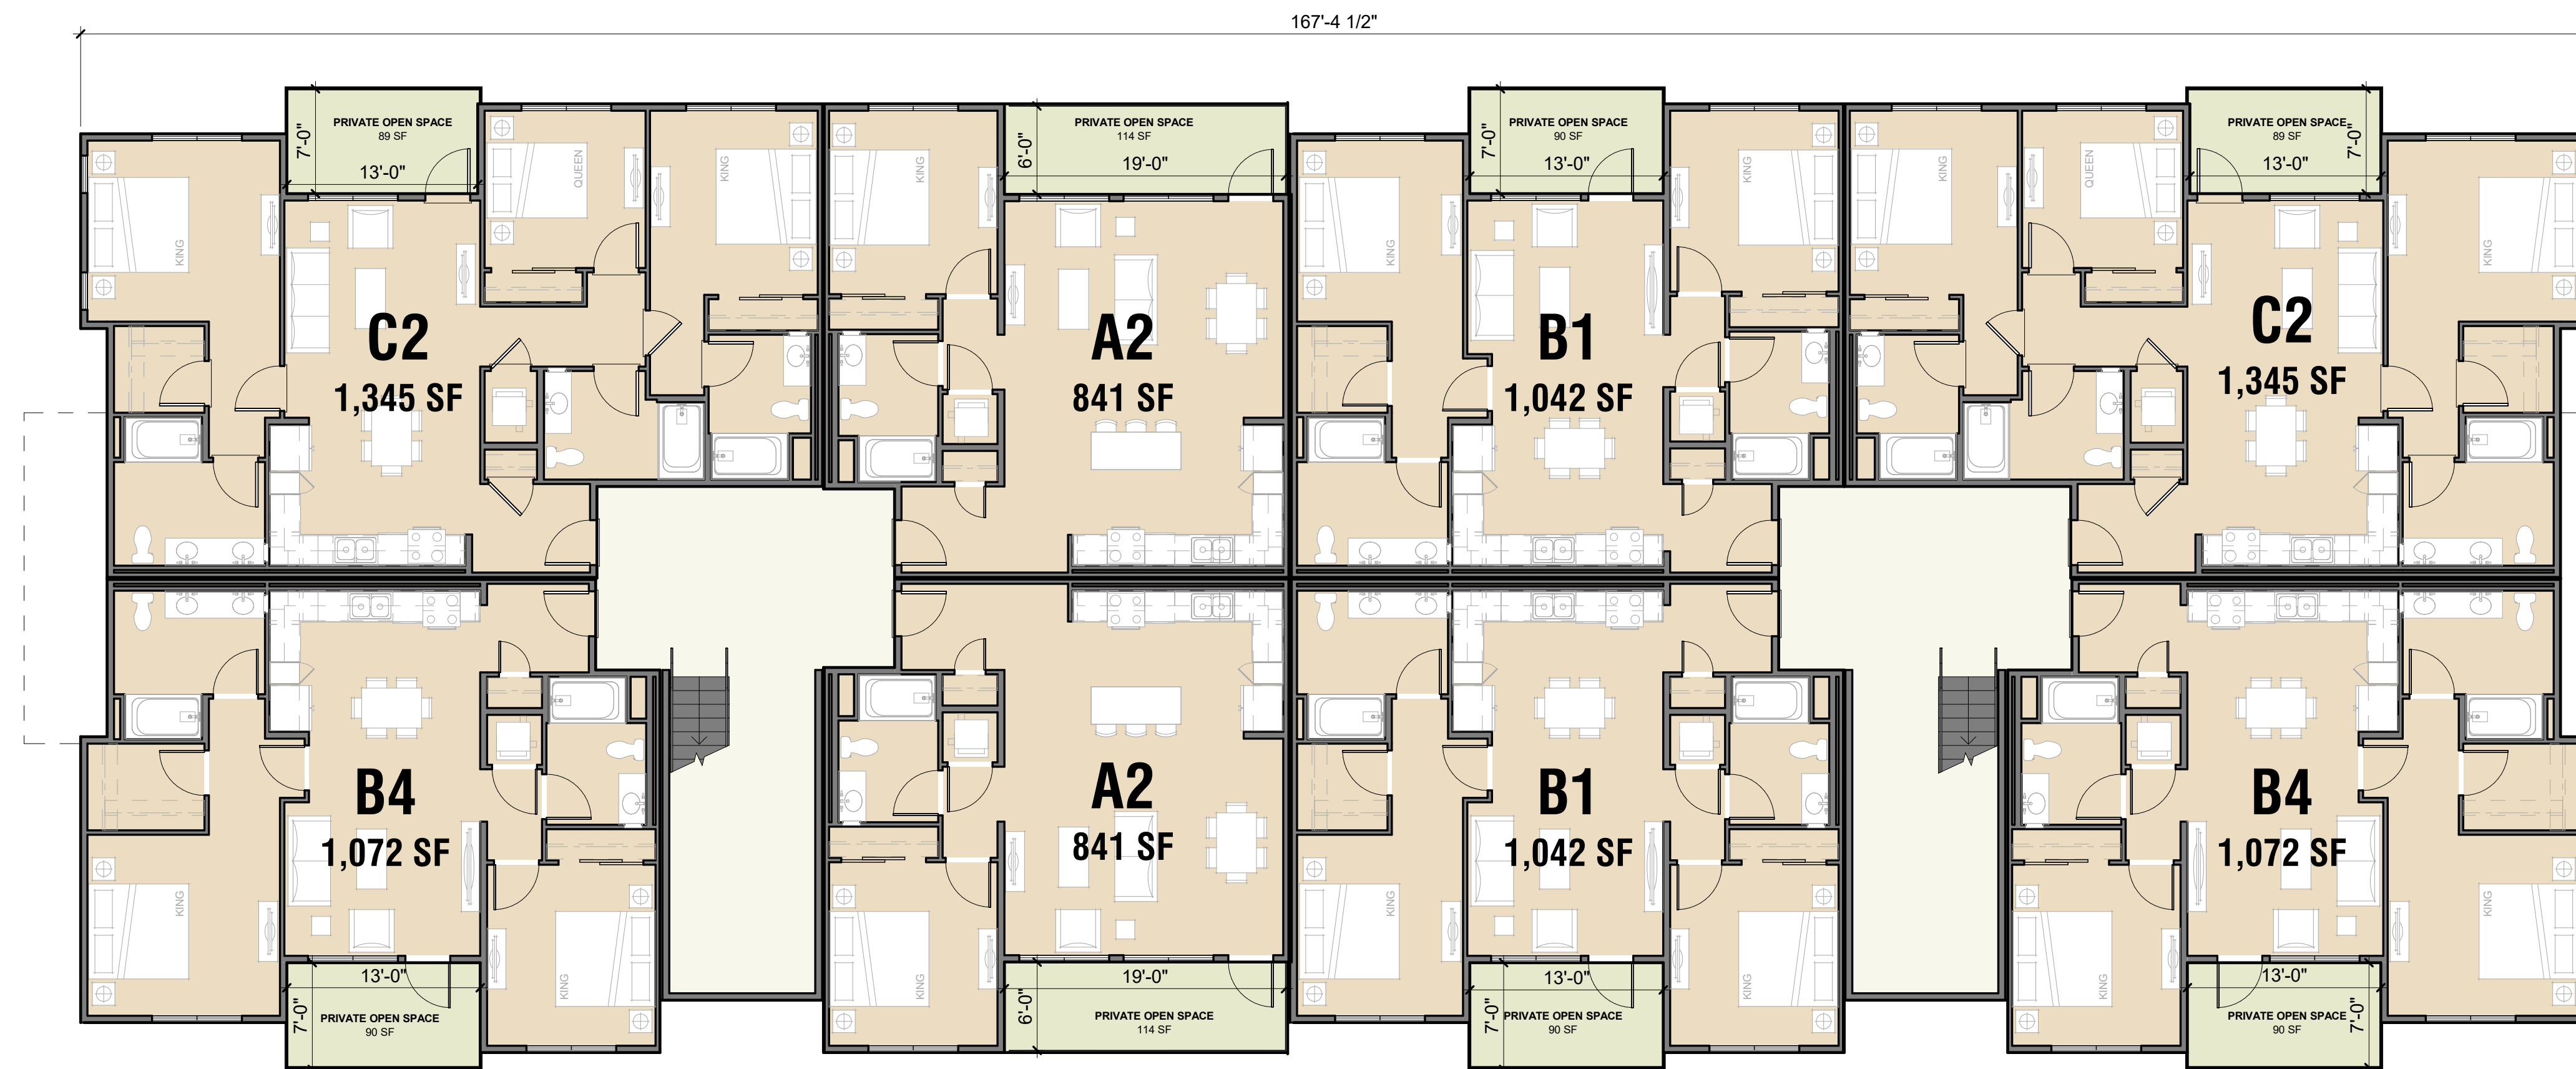 167'-4 1/2"
PRIVATE OPEN SPACE
89 SF
7'-0"
13'-0"
PRIVATE OPEN SPACE
114 SF
6'-0"
19'-0"
PRIVATE OPEN SPACE
90 SF
7'-0"
13'-0"
PRIVATE OPEN SPACE
89 SF
7'-0"
13'-0"
KING
QUEEN
KING
KING
KING
KING
KING
QUEEN
KING
C2
1,345 SF
A2
841 SF
B1
1,042 SF
C2
1,345 SF
B4
1,072 SF
A2
841 SF
B1
1,042 SF
B4
1,072 SF
KING
KING
KING
KING
KING
KING
KING
13'-0"
7'-0"
PRIVATE OPEN SPACE
90 SF
19'-0"
6'-0"
PRIVATE OPEN SPACE
114 SF
13'-0"
7'-0"
PRIVATE OPEN SPACE
90 SF
13'-0"
7'-0"
PRIVATE OPEN SPACE
90 SF